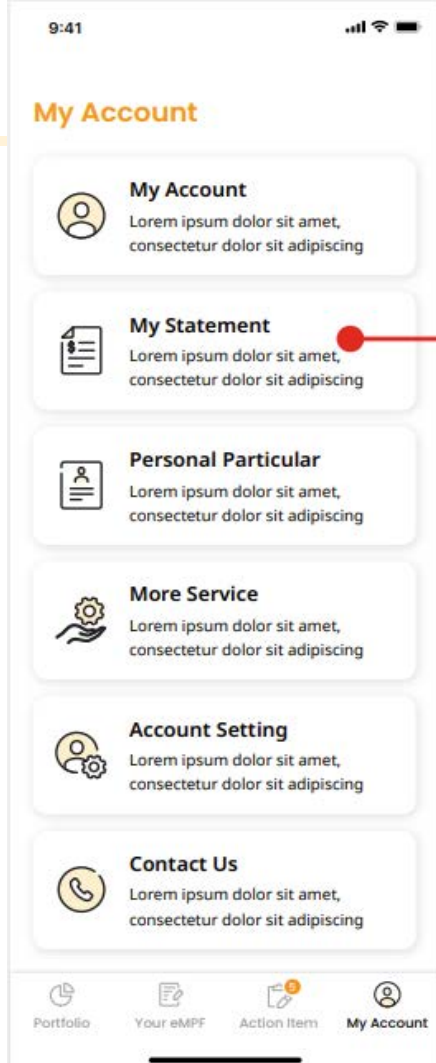 9:41
My Account
My Account
Lorem ipsum dolor sit amet,
consectetur dolor sit adipiscing
My Statement
Lorem ipsum dolor sit amet,
consectetur dolor sit adipiscing
Personal Particular
Lorem ipsum dolor sit amet,
consectetur dolor sit adipiscing
More Service
Lorem ipsum dolor sit amet,
consectetur dolor sit adipiscing
Account Setting
Lorem ipsum dolor sit amet,
consectetur dolor sit adipiscing
Contact Us
Lorem ipsum dolor sit amet,
consectetur dolor sit adipiscing
5
Portfolio Your eMPF Action Item My Account